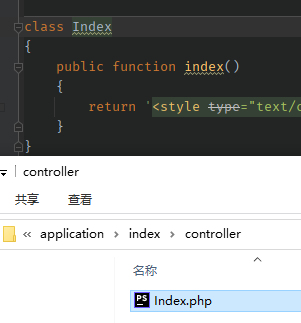 class Index
{
public function index()
{
return '<style type="text/c
}
}
controller
共享 查看
« application › index › controller
名称
PS Index.php